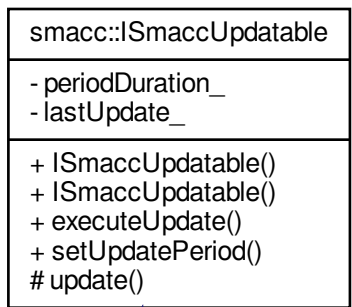 smacc::ISmaccUpdatable
- periodDuration_
- lastUpdate_
+ ISmaccUpdatable()
+ ISmaccUpdatable()
+ executeUpdate()
+ setUpdatePeriod()
# update()